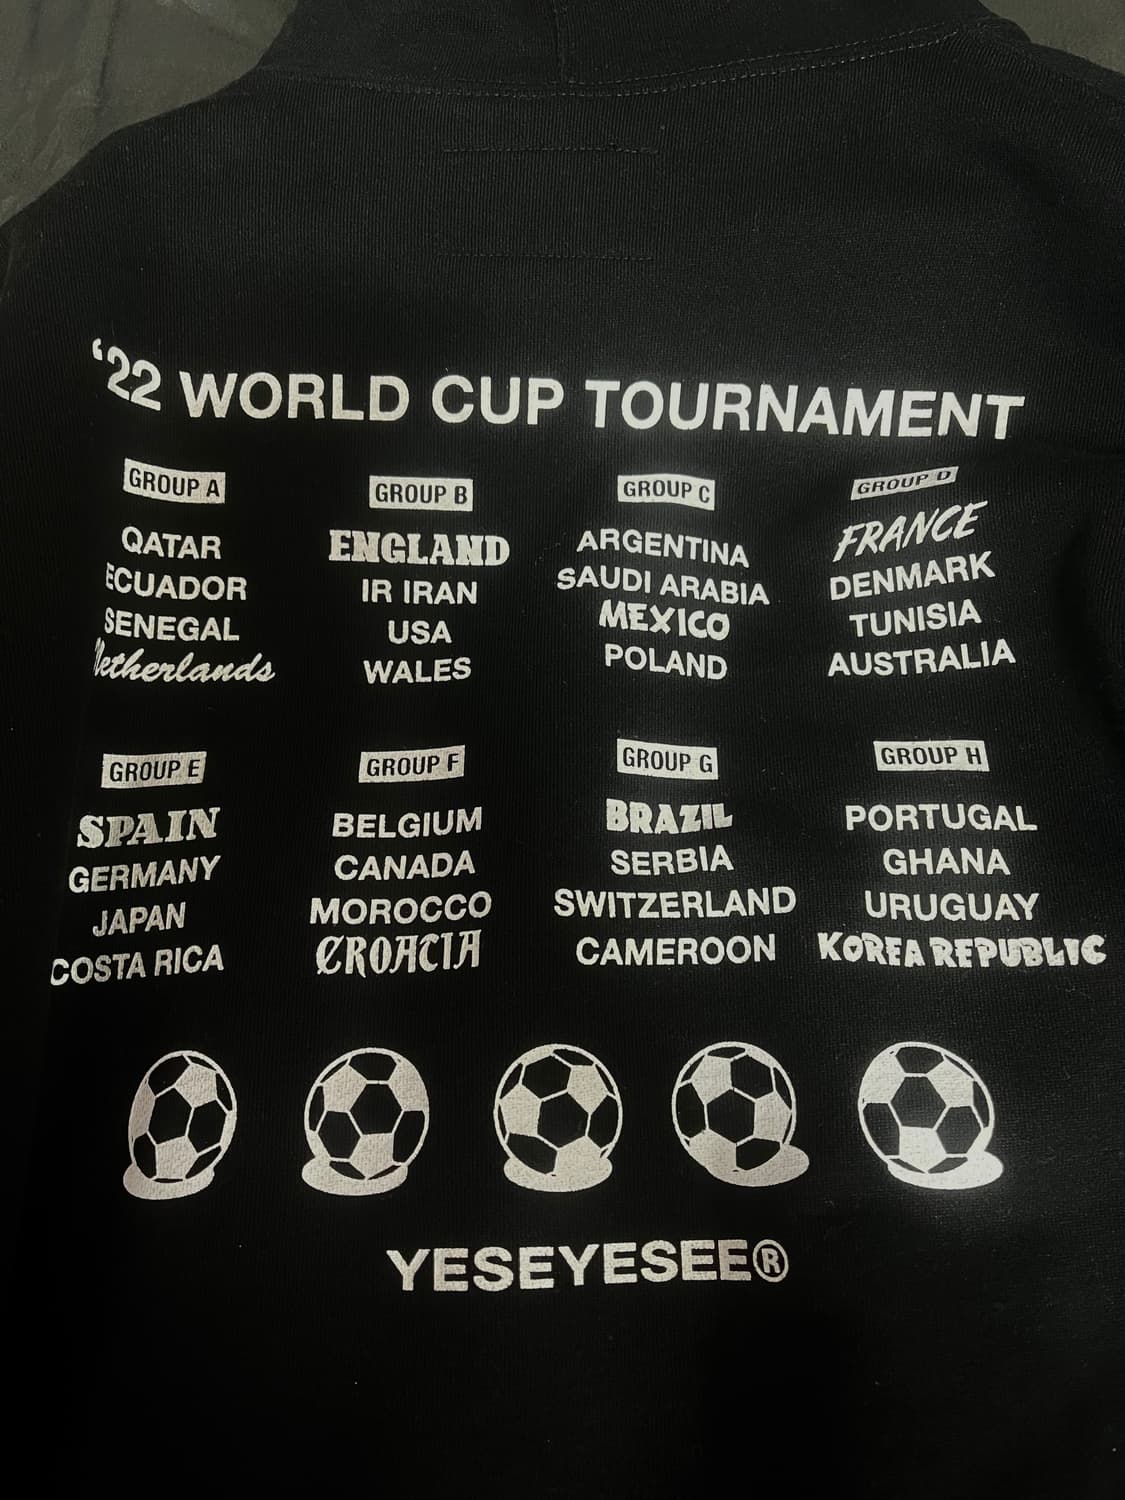 ‘22 WORLD CUP TOURNAMENT
GROUP A
QATAR
ECUADOR
SENEGAL
Netherlands
GROUP B
ENGLAND
IR IRAN
USA
WALES
GROUP C
ARGENTINA
SAUDI ARABIA
MEXICO
POLAND
GROUP D
FRANCE
DENMARK
TUNISIA
AUSTRALIA
GROUP E
SPAIN
GERMANY
JAPAN
COSTA RICA
GROUP F
BELGIUM
CANADA
MOROCCO
CROATIA
GROUP G
BRAZIL
SERBIA
SWITZERLAND
CAMEROON
GROUP H
PORTUGAL
GHANA
URUGUAY
KOREA REPUBLIC
YESEYESEE®